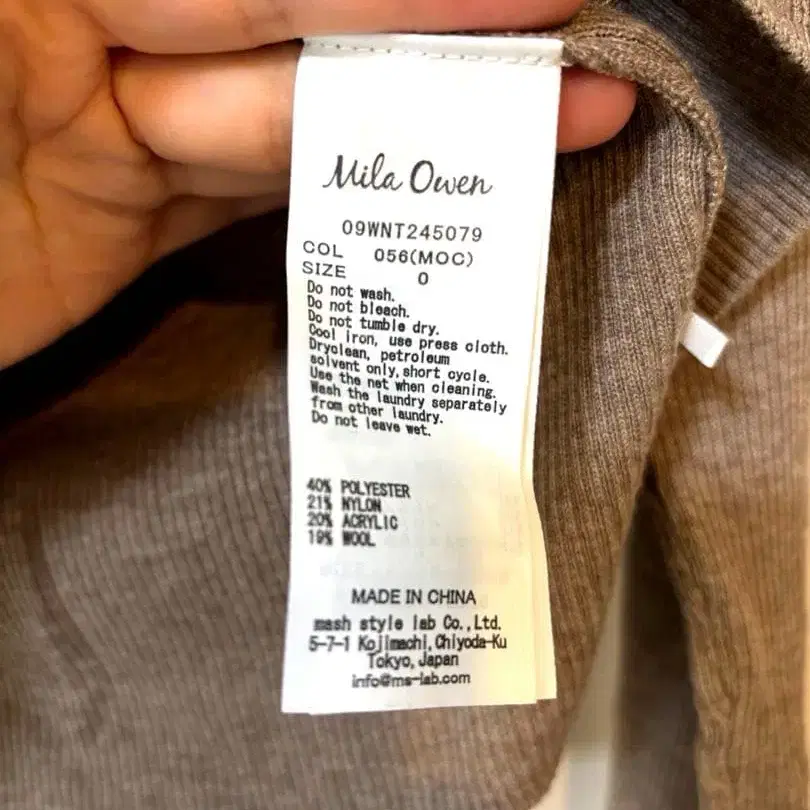 Mila Owen
09WNT245079
COL 056(MOC)
SIZE 0
Do not wash.
Do not bleach.
Do not tumble dry.
Cool iron, use press cloth.
Dryclean, petroleum
solvent only, short cycle.
Use the net when cleaning.
Wash the laundry separately
from other laundry.
Do not leave wet.
40% POLYESTER
21% NYLON
20% ACRYLIC
19% WOOL
MADE IN CHINA
mash style lab Co.,Ltd.
5-7-1 Kojimachi, Chiyoda-Ku
Tokyo, Japan
info@ms-lab.com